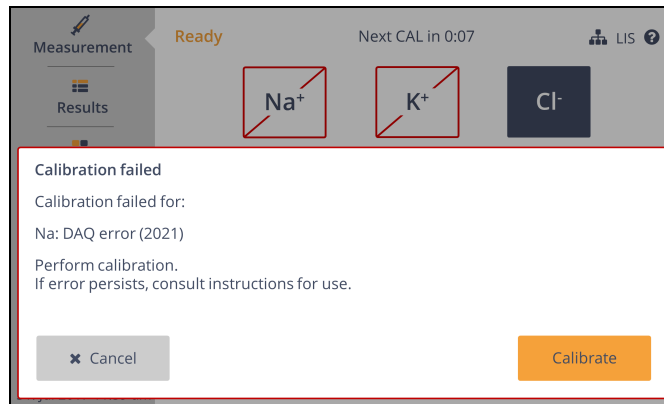 Measurement
Ready
Next CAL in 0:07
LIS ?
Results
Na+
K+
Cl-
Calibration failed
Calibration failed for:
Na: DAQ error (2021)
Perform calibration.
If error persists, consult instructions for use.
Cancel
Calibrate